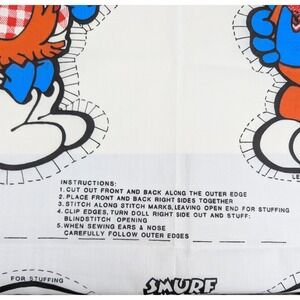 INSTRUCTIONS:
1. CUT OUT FRONT AND BACK ALONG THE OUTER EDGE
2. PLACE FRONT AND BACK RIGHT SIDES TOGETHER
3. STITCH ALONG STITCH MARKS, LEAVING OPEN END FOR STUFFING
4. CLIP EDGES, TURN DOLL RIGHT SIDE OUT AND STUFF:
BLINDSTITCH OPENING
5. WHEN SEWING EARS & NOSE
CAREFULLY FOLLOW OUTER EDGES
FOR STUFFING
SMURF